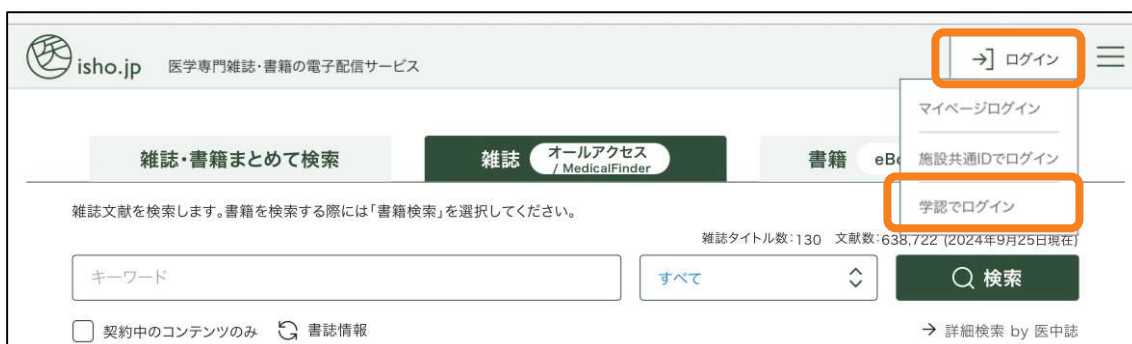 医 isho.jp 医学専門雑誌・書籍の電子配信サービス
ログイン
マイページログイン
施設共通IDでログイン
学認でログイン
雑誌・書籍まとめて検索
雑誌 オールアクセス / MedicalFinder
書籍 eB
雑誌文献を検索します。書籍を検索する際には「書籍検索」を選択してください。
雑誌タイトル数:130 文献数:638,722 (2024年9月25日現在)
キーワード
すべて
検索
契約中のコンテンツのみ 書誌情報
→ 詳細検索 by 医中誌